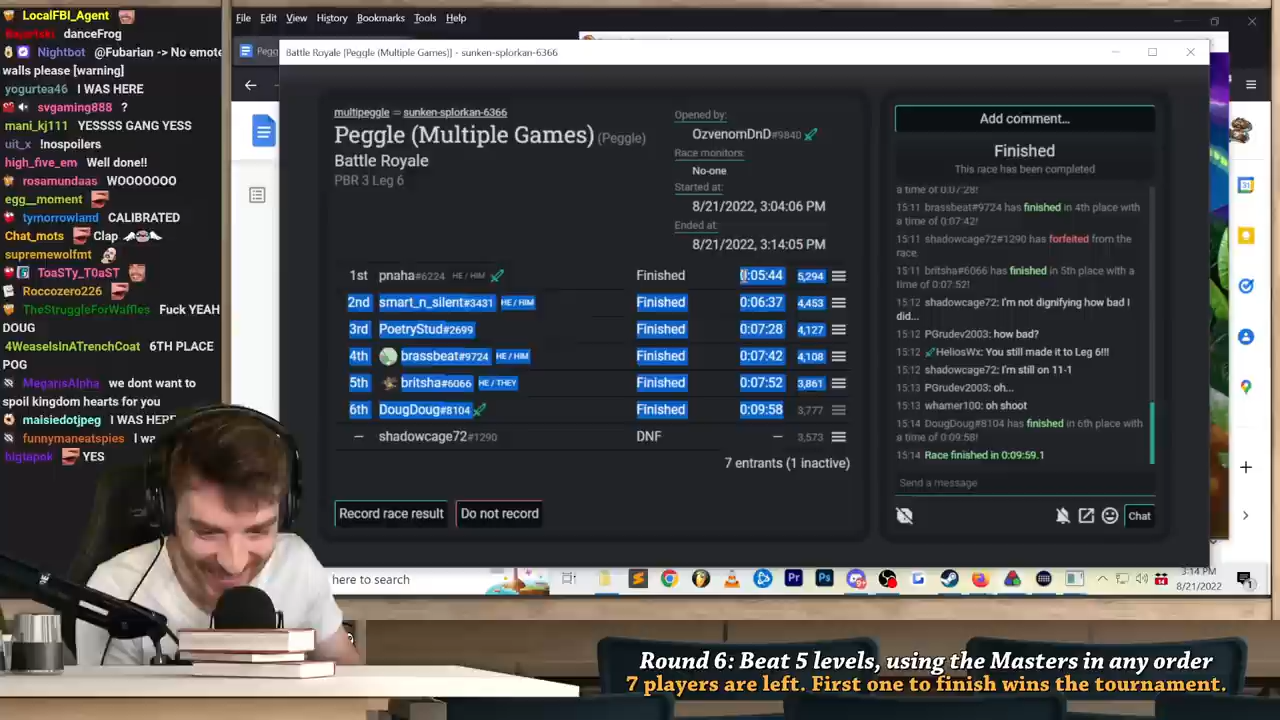 LocalFBI_Agent
Bajorfski danceFrog
Nightbot @Fubarian -> No emote
walls please [warning]
yogurtea46 I WAS HERE
svgaming888 ?
mani_kj111 YESSSS GANG YESS
uit_x !nospoilers
high_five_em Well done!!
rosamundaas WOOOOOOO
egg__moment
tymorrowland CALIBRATED
Chat_mots Clap
supremewolfmt
ToaSTy_T0aST
Roccozero226
TheStruggleForWaffles Fuck YEAH
DOUG
4WeaselsInATrenchCoat 6TH PLACE
POG
MegarisAlpha we dont want to
spoil kingdom hearts for you
maisiedotjpeg I WAS HERE
funnymaneatspies I wa
higtapok YES
File Edit View History Bookmarks Tools Help
Pegg
Battle Royale [Peggle (Multiple Games)] - sunken-splorkan-6366
multipeggle = sunken-splorkan-6366
Peggle (Multiple Games) (Peggle)
Battle Royale
PBR 3 Leg 6
Opened by:
OzvenomDnD#9840
Race monitors:
No-one
Started at:
8/21/2022, 3:04:06 PM
Ended at:
8/21/2022, 3:14:05 PM
1st pnaha#6224 HE / HIM Finished 0:05:44 5,294
2nd smart_n_silent#3431 HE / HIM Finished 0:06:37 4,453
3rd PoetryStud#2699 Finished 0:07:28 4,127
4th brassbeat#9724 HE / HIM Finished 0:07:42 4,108
5th britsha#6066 HE / THEY Finished 0:07:52 3,861
6th DougDoug#8104 Finished 0:09:58 3,777
— shadowcage72#1290 DNF — 3,573
7 entrants (1 inactive)
Record race result Do not record
Add comment...
Finished
This race has been completed
a time of 0:07:28!
15:11 brassbeat#9724 has finished in 4th place with
a time of 0:07:42!
15:11 shadowcage72#1290 has forfeited from the
race.
15:11 britsha#6066 has finished in 5th place with a
time of 0:07:52!
15:12 shadowcage72: I'm not dignifying how bad I
did...
15:12 PGrudev2003: how bad?
15:12 HeliosWx: You still made it to Leg 6!!!
15:12 shadowcage72: I'm still on 11-1
15:13 PGrudev2003: oh...
15:13 whamer100: oh shoot
15:14 DougDoug#8104 has finished in 6th place with
a time of 0:09:58!
15:14 Race finished in 0:09:59.1
Send a message
Chat
here to search
3:14 PM
8/21/2022
Round 6: Beat 5 levels, using the Masters in any order
7 players are left. First one to finish wins the tournament.